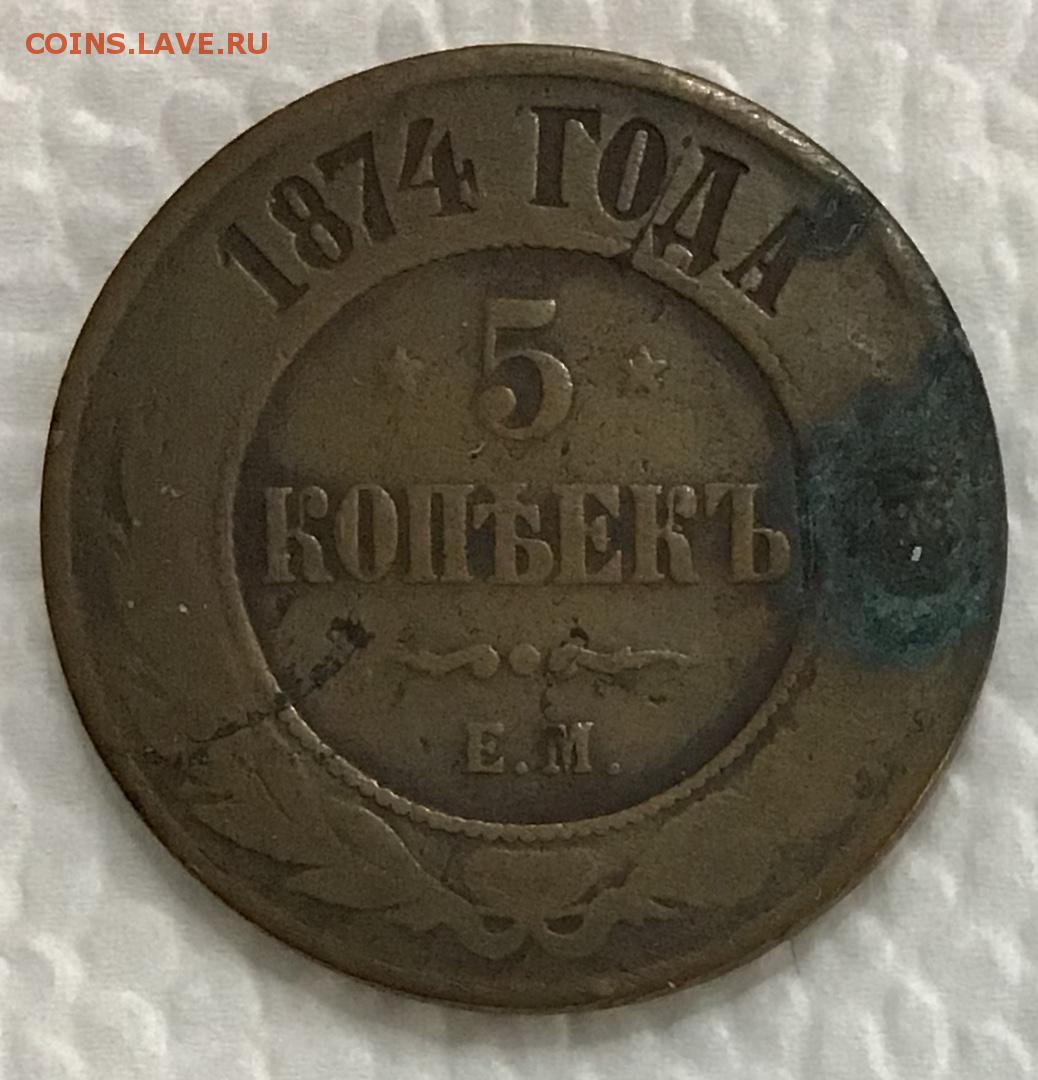 COINS.LAVE.RU
1874 ГОДА
5
КОПѢЕКЪ
Е.М.